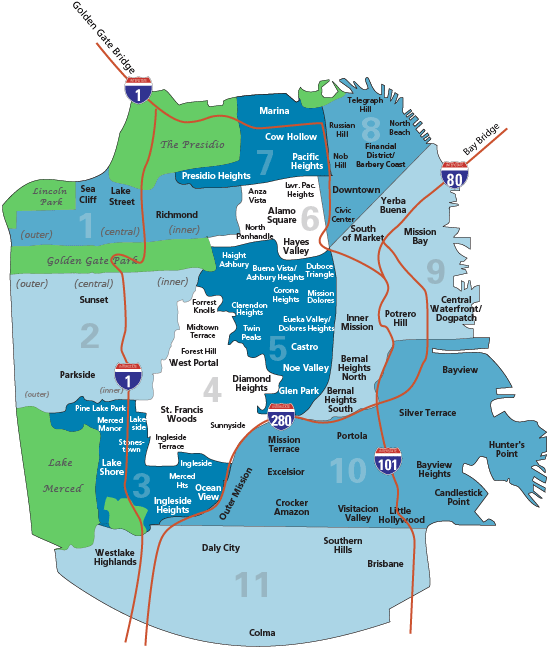 Golden Gate Bridge
1
Marina
Telegraph
Hill
Russian
Hill
North
Beach
8
Cow Hollow
The Presidio
7
Pacific
Heights
Nob
Hill
Financial
District/
Barbery Coast
Bay Bridge
80
Presidio Heights
Lincoln
Park
Sea
Cliff
Lake
Street
Anza
Vista
Lwr. Pac.
Heights
Downtown
Yerba
Buena
1
Richmond
Alamo
Square
6
Civic
Center
(outer)
(central)
(inner)
North
Panhandle
Hayes
Valley
South
of Market
Mission
Bay
Golden Gate Park
Haight
Ashbury
Buena Vista/
Ashbury Heights
Duboce
Triangle
9
(outer)
(central)
(inner)
Sunset
Corona
Heights
Mission
Dolores
Forrest
Knolls
Clarendon
Heights
Central
Waterfront/
Dogpatch
2
Midtown
Terrace
Twin
Peaks
Eueka Valley/
Dolores Heights
Inner
Mission
Potrero
Hill
Forest Hill
5
Castro
West Portal
Noe Valley
Bernal
Heights
North
Bayview
Parkside
1
4
Diamond
Heights
Glen Park
(outer)
(inner)
Bernal
Heights
South
Pine Lake Park
St. Francis
Woods
280
Silver Terrace
Merced
Manor
Lake
side
Sunnyside
Stones-
town
Ingleside
Terrace
Mission
Terrace
Portola
Hunter's
Point
Lake
Merced
Lake
Shore
Ingleside
101
Excelsior
10
Bayview
Heights
3
Merced
Hts
Ocean
View
Outer Mission
Candlestick
Point
Ingleside
Heights
Crocker
Amazon
Visitacion
Valley
Little
Hollywood
Westlake
Highlands
Daly City
Southern
Hills
Brisbane
11
Colma